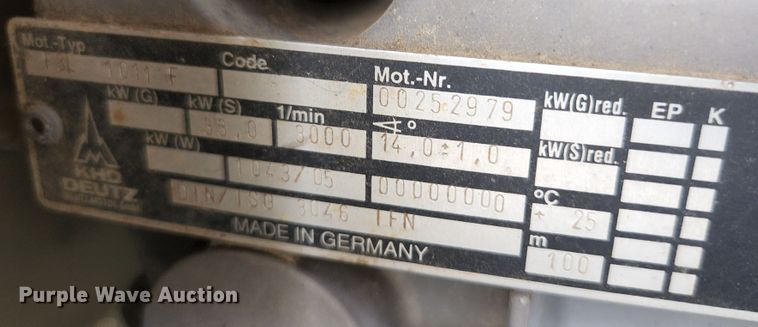 Mot.-Typ Code Mot.-Nr. kW(G)red. EP K
1011 F 00252979
kW (G) kW (S) 1/min ∢° kW(S)red.
35,0 3000 14,0±1,0
kW (W) °C
1043/05 00000000 + 25
KHD
DEUTZ
DIN/ISO 3046 IFN m
MADE IN GERMANY 100
Purple Wave Auction